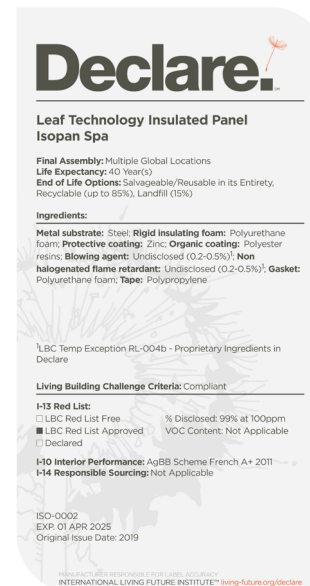 Declare.
SM
Leaf Technology Insulated Panel
Isopan Spa
Final Assembly: Multiple Global Locations
Life Expectancy: 40 Year(s)
End of Life Options: Salvageable/Reusable in its Entirety,
Recyclable (up to 85%), Landfill (15%)
Ingredients:
Metal substrate: Steel; Rigid insulating foam: Polyurethane
foam; Protective coating: Zinc; Organic coating: Polyester
resins; Blowing agent: Undisclosed (0.2-0.5%)¹; Non
halogenated flame retardant: Undisclosed (0.2-0.5%)¹; Gasket:
Polyurethane foam; Tape: Polypropylene
¹LBC Temp Exception RL-004b - Proprietary Ingredients in
Declare
Living Building Challenge Criteria: Compliant
I-13 Red List:
☐ LBC Red List Free % Disclosed: 99% at 100ppm
■ LBC Red List Approved VOC Content: Not Applicable
☐ Declared
I-10 Interior Performance: AgBB Scheme French A+ 2011
I-14 Responsible Sourcing: Not Applicable
ISO-0002
EXP. 01 APR 2025
Original Issue Date: 2019
MANUFACTURER RESPONSIBLE FOR LABEL ACCURACY
INTERNATIONAL LIVING FUTURE INSTITUTE™ living-future.org/declare